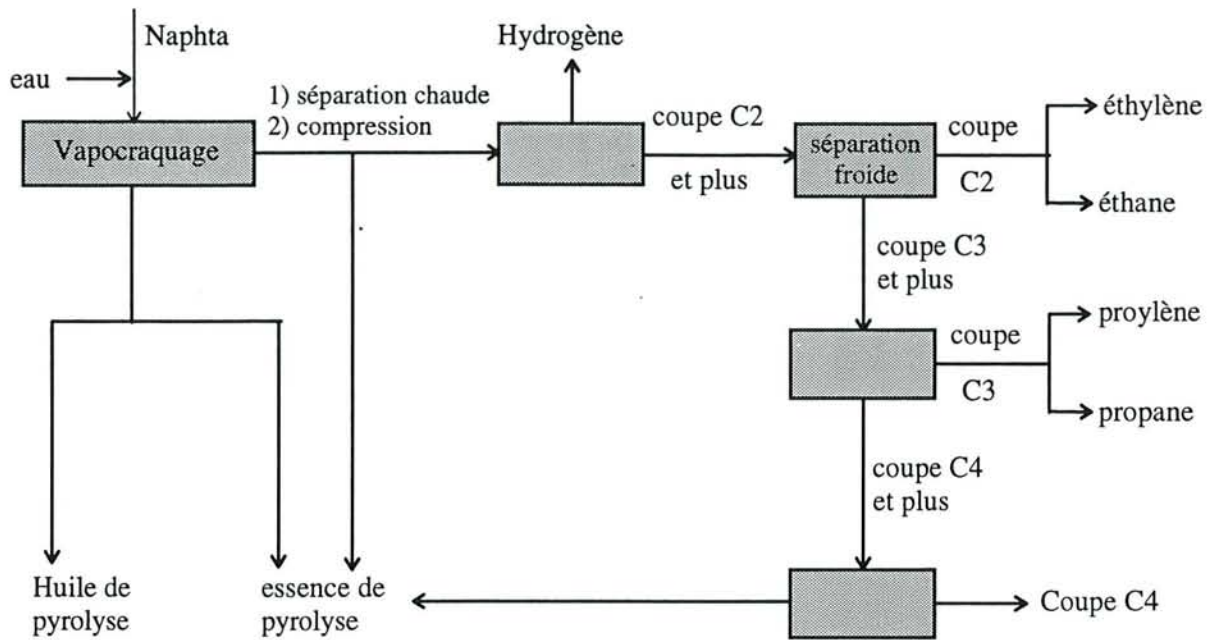 Naphta
eau
Vapocraquage
1) séparation chaude
2) compression
Hydrogène
coupe C2
et plus
séparation
froide
coupe
C2
éthylène
éthane
coupe C3
et plus
coupe
C3
proylène
propane
coupe C4
et plus
Huile de
pyrolyse
essence de
pyrolyse
Coupe C4